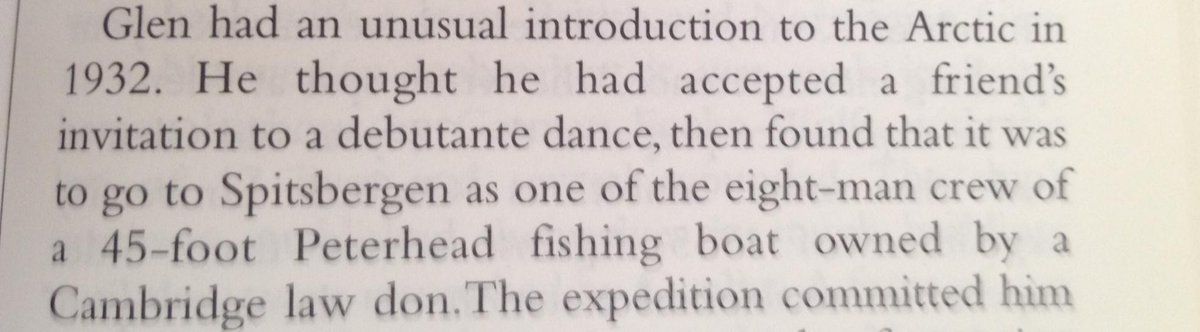 Glen had an unusual introduction to the Arctic in
1932. He thought he had accepted a friend's
invitation to a debutante dance, then found that it was
to go to Spitsbergen as one of the eight-man crew of
a 45-foot Peterhead fishing boat owned by a
Cambridge law don. The expedition committed him